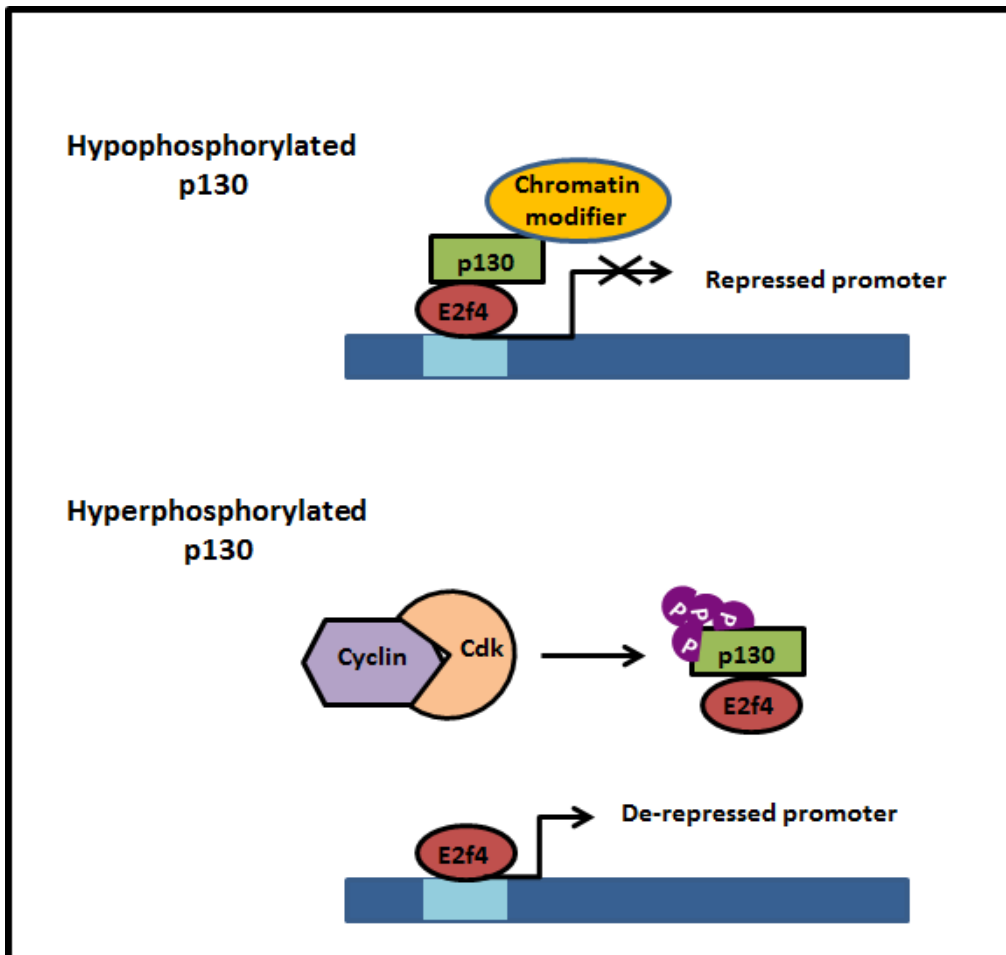 Hypophosphorylated
p130
Chromatin
modifier
p130
E2f4
Repressed promoter
Hyperphosphorylated
p130
Cyclin
Cdk
P
P
P
P
p130
E2f4
De-repressed promoter
E2f4